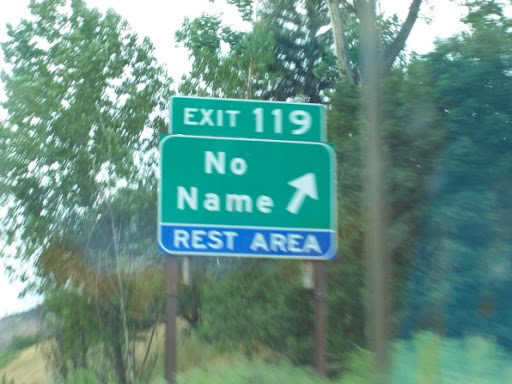 EXIT 119
No
Name
REST AREA